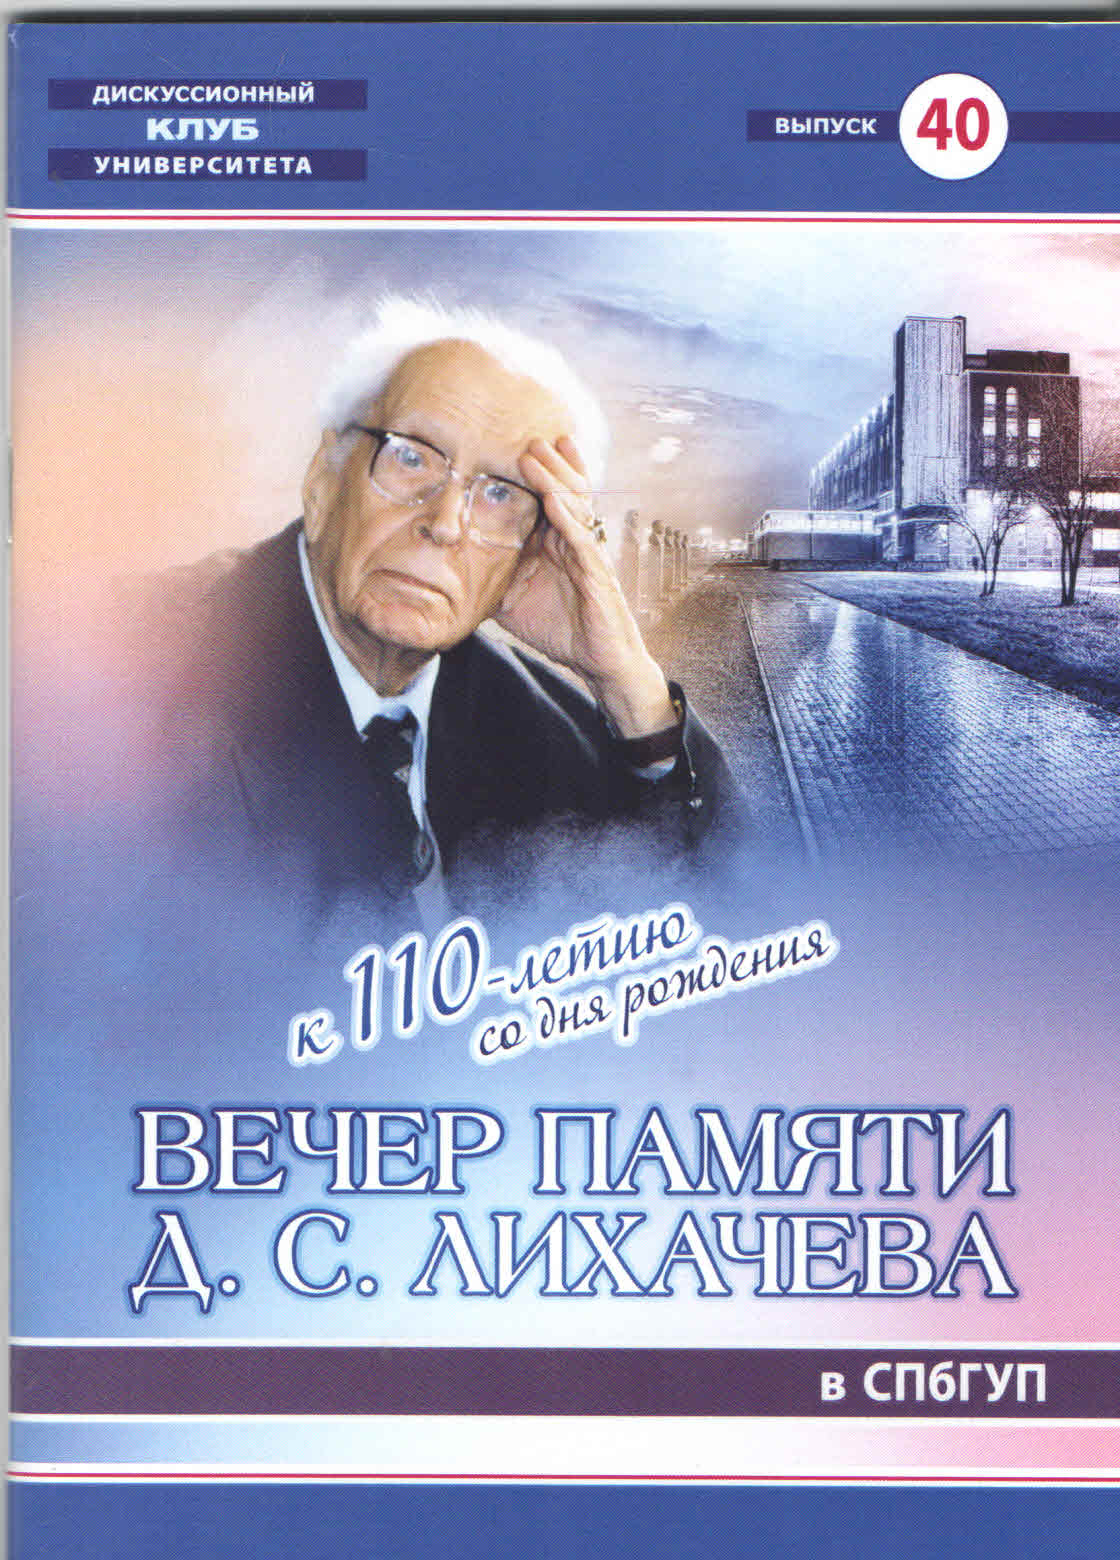 ДИСКУССИОННЫЙ
КЛУБ
УНИВЕРСИТЕТА
ВЫПУСК 40
к 110-летию
со дня рождения
ВЕЧЕР ПАМЯТИ
Д. С. ЛИХАЧЕВА
в СПбГУП